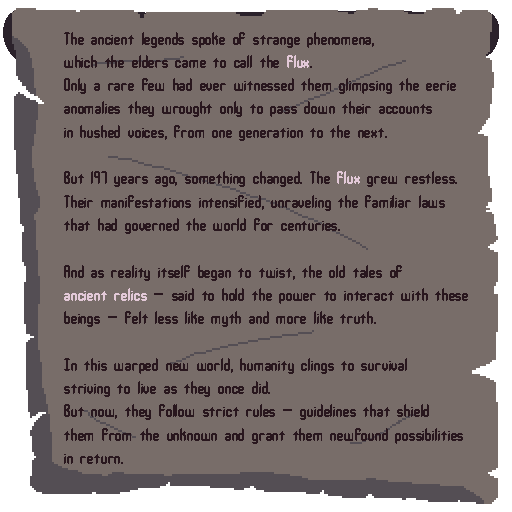 The ancient legends spoke of strange phenomena,
which the elders came to call the flux.
Only a rare few had ever witnessed them glimpsing the eerie
anomalies they wrought only to pass down their accounts
in hushed voices, from one generation to the next.
But 197 years ago, something changed. The flux grew restless.
Their manifestations intensified, unraveling the familiar laws
that had governed the world for centuries.
And as reality itself began to twist, the old tales of
ancient relics — said to hold the power to interact with these
beings — felt less like myth and more like truth.
In this warped new world, humanity clings to survival
striving to live as they once did.
But now, they follow strict rules — guidelines that shield
them from the unknown and grant them newfound possibilities
in return.